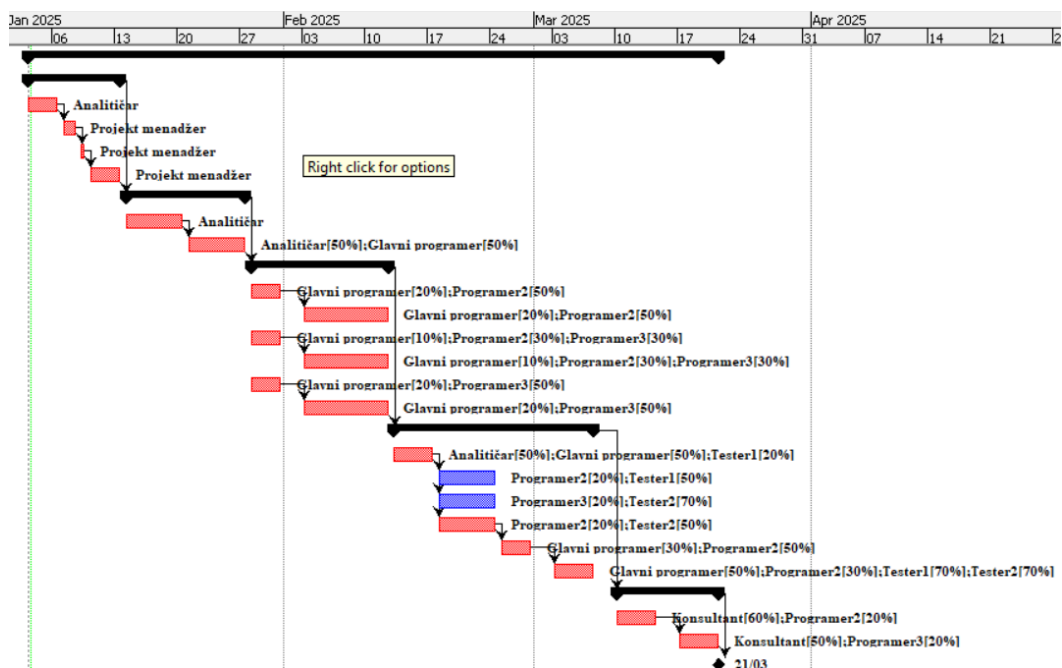 Jan 2025 Feb 2025 Mar 2025 Apr 2025
06 13 20 27 03 10 17 24 03 10 17 24 31 07 14 21
Analitičar
Projekt menadžer
Projekt menadžer
Right click for options
Projekt menadžer
Analitičar
Analitičar[50%];Glavni programer[50%]
Glavni programer[20%];Programer2[50%]
Glavni programer[20%];Programer2[50%]
Glavni programer[10%];Programer2[30%];Programer3[30%]
Glavni programer[10%];Programer2[30%];Programer3[30%]
Glavni programer[20%];Programer3[50%]
Glavni programer[20%];Programer3[50%]
Analitičar[50%];Glavni programer[50%];Tester1[20%]
Programer2[20%];Tester1[50%]
Programer3[20%];Tester2[70%]
Programer2[20%];Tester2[50%]
Glavni programer[30%];Programer2[50%]
Glavni programer[50%];Programer2[30%];Tester1[70%];Tester2[70%]
Konsultant[60%];Programer2[20%]
Konsultant[50%];Programer3[20%]
21/03